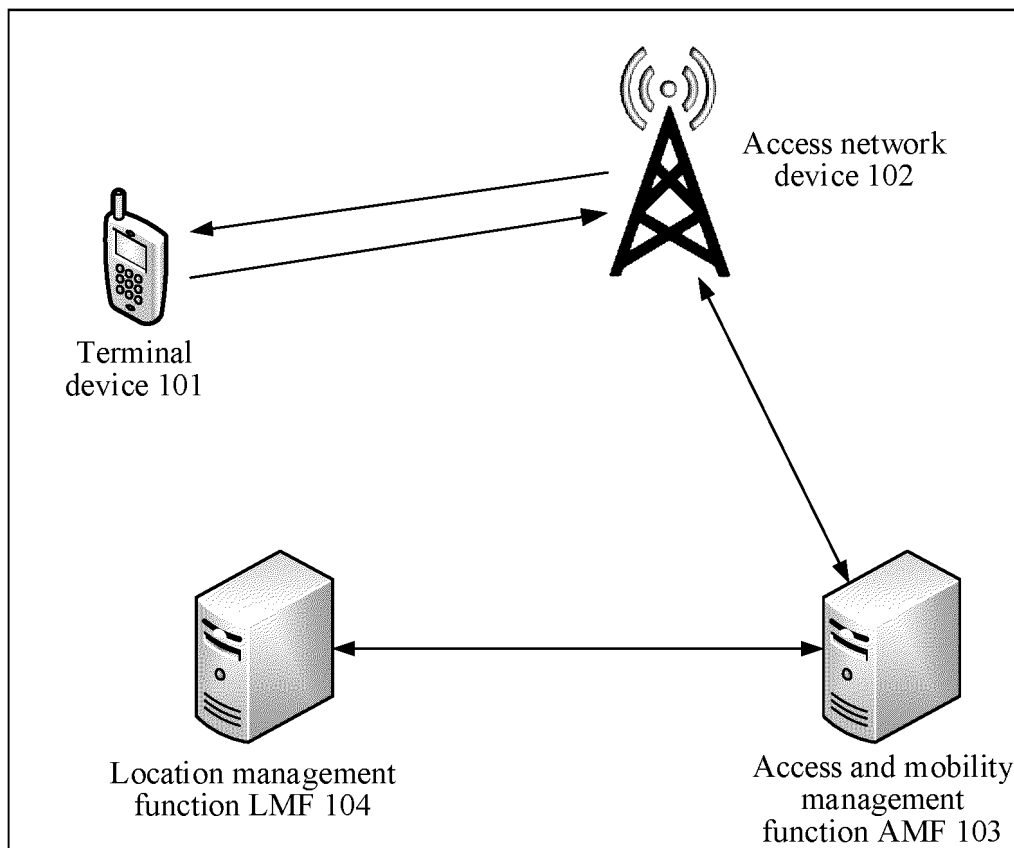 Access network
device 102
Terminal
device 101
Location management
function LMF 104
Access and mobility
management
function AMF 103